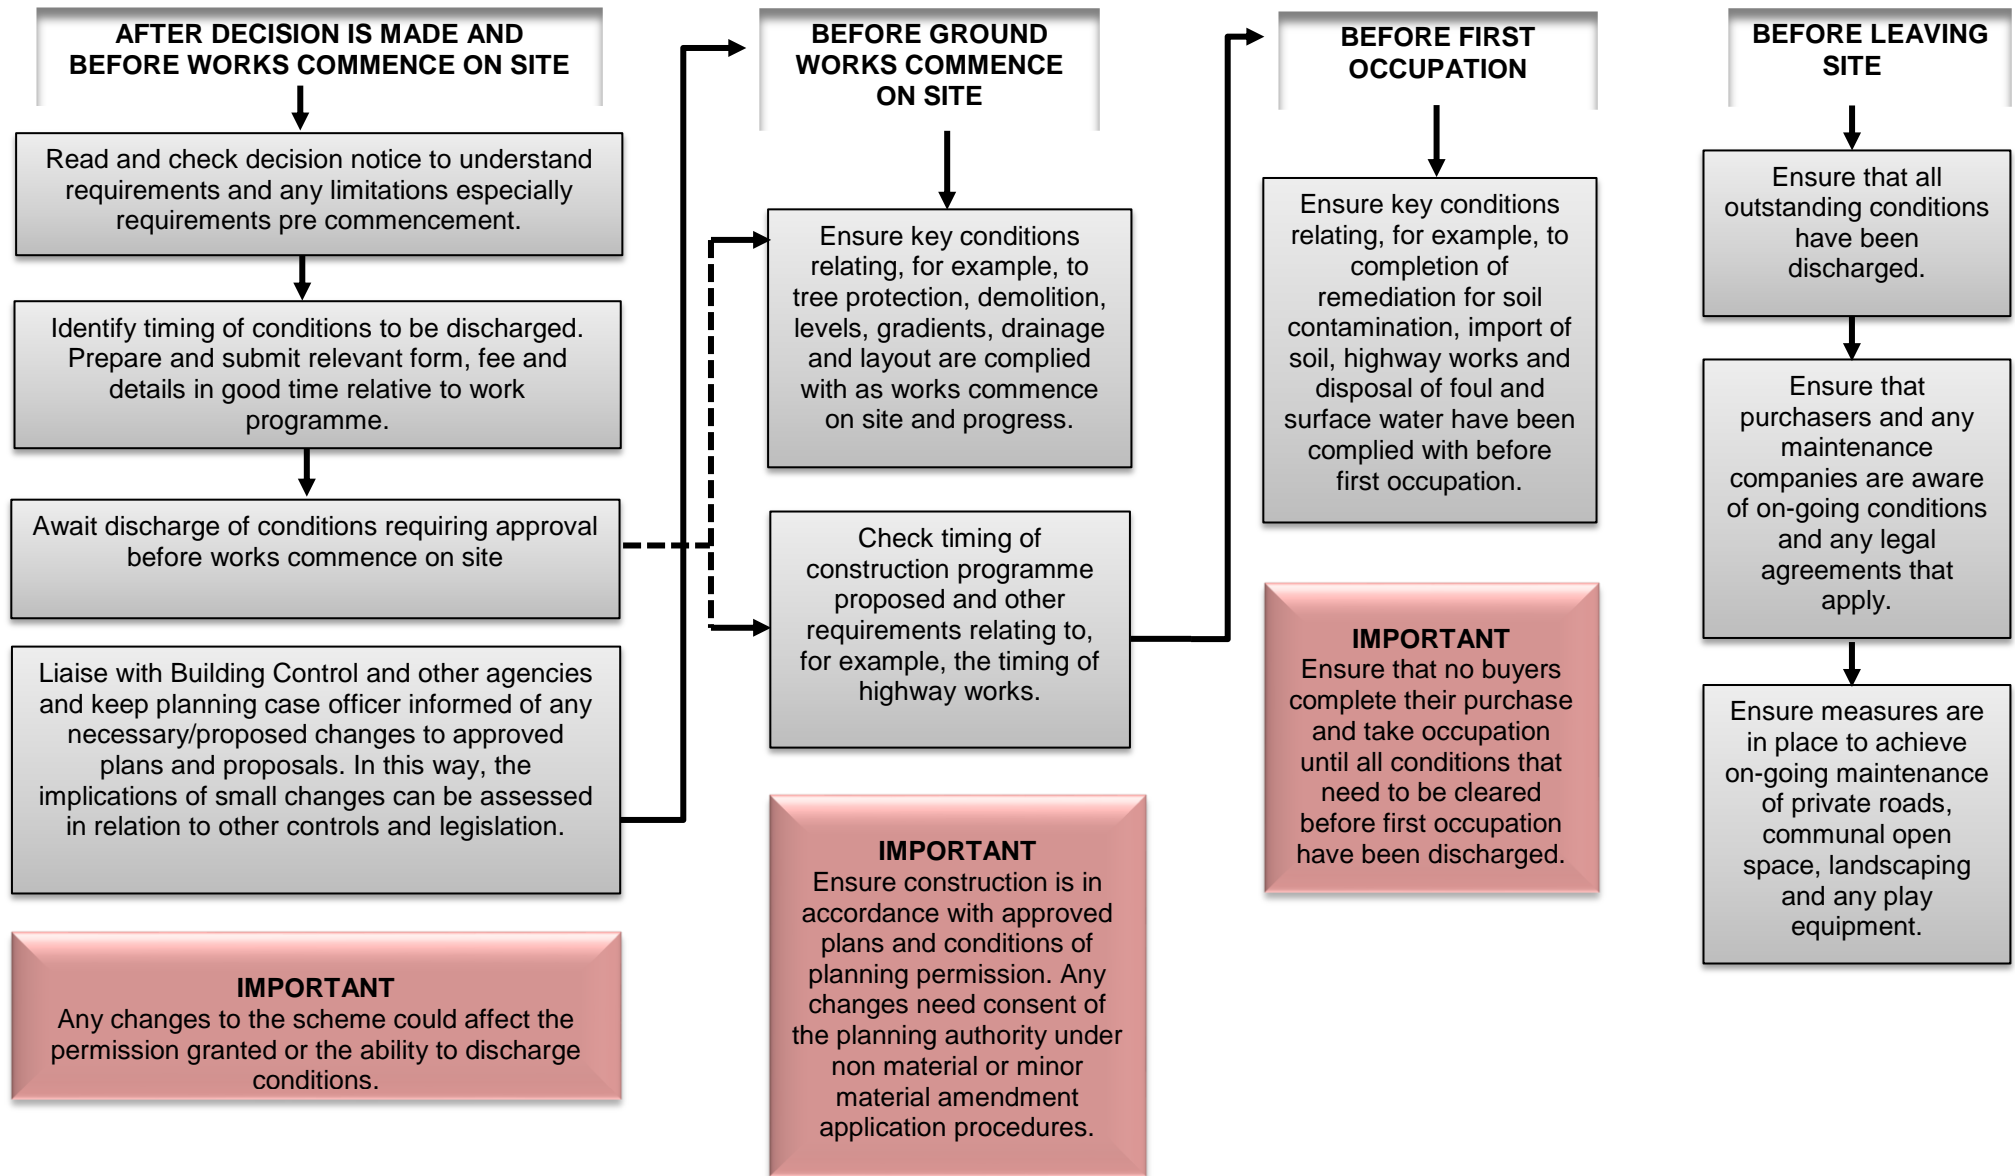 AFTER DECISION IS MADE AND
BEFORE WORKS COMMENCE ON SITE
Read and check decision notice to understand
requirements and any limitations especially
requirements pre commencement.
Identify timing of conditions to be discharged.
Prepare and submit relevant form, fee and
details in good time relative to work
programme.
Await discharge of conditions requiring approval
before works commence on site
Liaise with Building Control and other agencies
and keep planning case officer informed of any
necessary/proposed changes to approved
plans and proposals. In this way, the
implications of small changes can be assessed
in relation to other controls and legislation.
IMPORTANT
Any changes to the scheme could affect the
permission granted or the ability to discharge
conditions.
BEFORE GROUND
WORKS COMMENCE
ON SITE
Ensure key conditions
relating, for example, to
tree protection, demolition,
levels, gradients, drainage
and layout are complied
with as works commence
on site and progress.
Check timing of
construction programme
proposed and other
requirements relating to,
for example, the timing of
highway works.
IMPORTANT
Ensure construction is in
accordance with approved
plans and conditions of
planning permission. Any
changes need consent of
the planning authority under
non material or minor
material amendment
application procedures.
BEFORE FIRST
OCCUPATION
Ensure key conditions
relating, for example, to
completion of
remediation for soil
contamination, import of
soil, highway works and
disposal of foul and
surface water have been
complied with before
first occupation.
IMPORTANT
Ensure that no buyers
complete their purchase
and take occupation
until all conditions that
need to be cleared
before first occupation
have been discharged.
BEFORE LEAVING
SITE
Ensure that all
outstanding conditions
have been
discharged.
Ensure that
purchasers and any
maintenance
companies are aware
of on-going conditions
and any legal
agreements that
apply.
Ensure measures are
in place to achieve
on-going maintenance
of private roads,
communal open
space, landscaping
and any play
equipment.